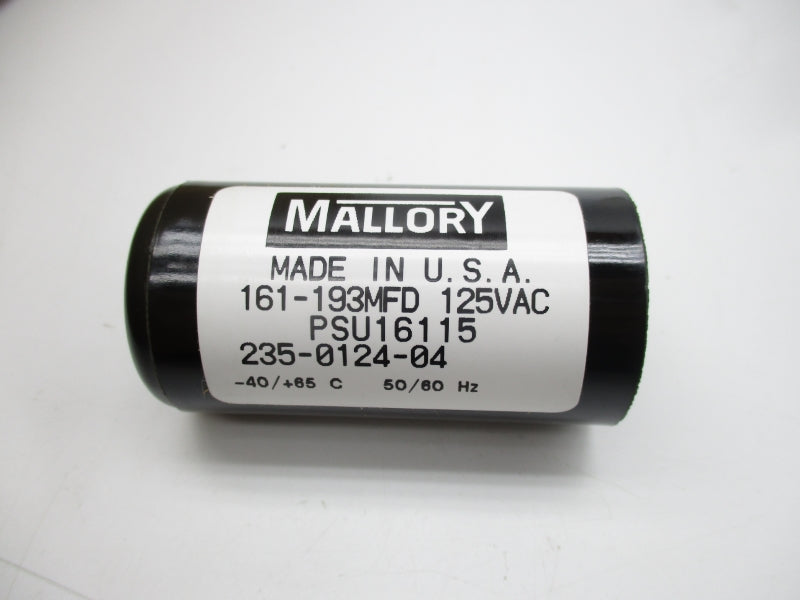 MALLORY
MADE IN U.S.A.
161-193MFD 125VAC
PSU16115
235-0124-04
-40/+65 C 50/60 Hz